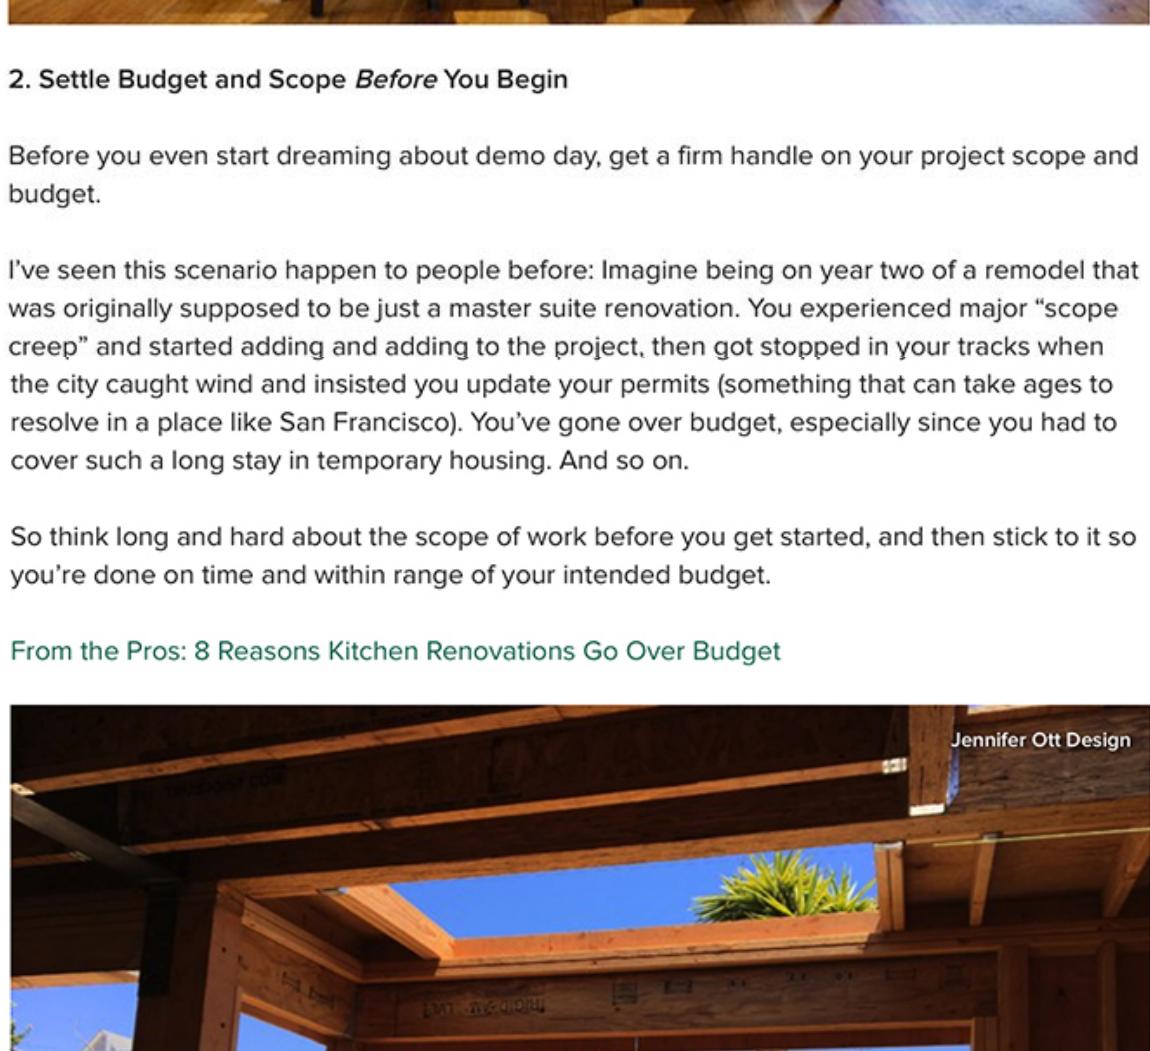 2. Settle Budget and Scope Before You Begin
Before you even start dreaming about demo day, get a firm handle on your project scope and
budget.
I’ve seen this scenario happen to people before: Imagine being on year two of a remodel that
was originally supposed to be just a master suite renovation. You experienced major “scope
creep” and started adding and adding to the project, then got stopped in your tracks when
the city caught wind and insisted you update your permits (something that can take ages to
resolve in a place like San Francisco). You’ve gone over budget, especially since you had to
cover such a long stay in temporary housing. And so on.
So think long and hard about the scope of work before you get started, and then stick to it so
you’re done on time and within range of your intended budget.
From the Pros: 8 Reasons Kitchen Renovations Go Over Budget
Jennifer Ott Design